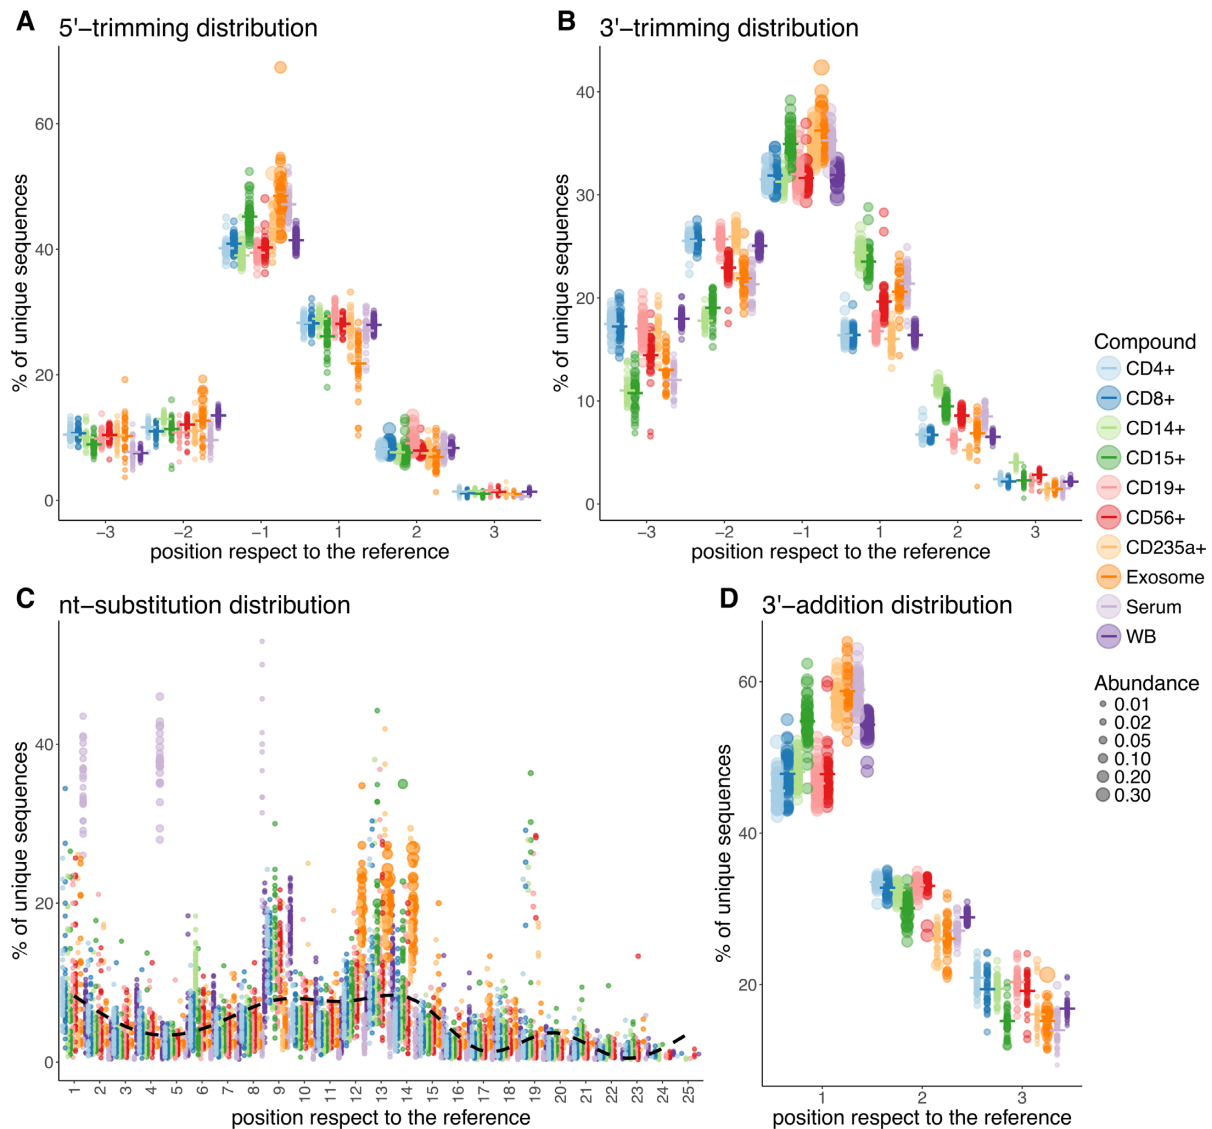 A 5'−trimming distribution
% of unique sequences
60
40
20
0
−3 −2 −1 1 2 3
position respect to the reference
B 3'−trimming distribution
% of unique sequences
40
30
20
10
0
−3 −2 −1 1 2 3
position respect to the reference
C nt−substitution distribution
% of unique sequences
40
20
0
1 2 3 4 5 6 7 8 9 10 11 12 13 14 15 16 17 18 19 20 21 22 23 24 25
position respect to the reference
D 3'−addition distribution
% of unique sequences
60
40
20
1 2 3
position respect to the reference
Compound
CD4+
CD8+
CD14+
CD15+
CD19+
CD56+
CD235a+
Exosome
Serum
WB
Abundance
0.01
0.02
0.05
0.10
0.20
0.30